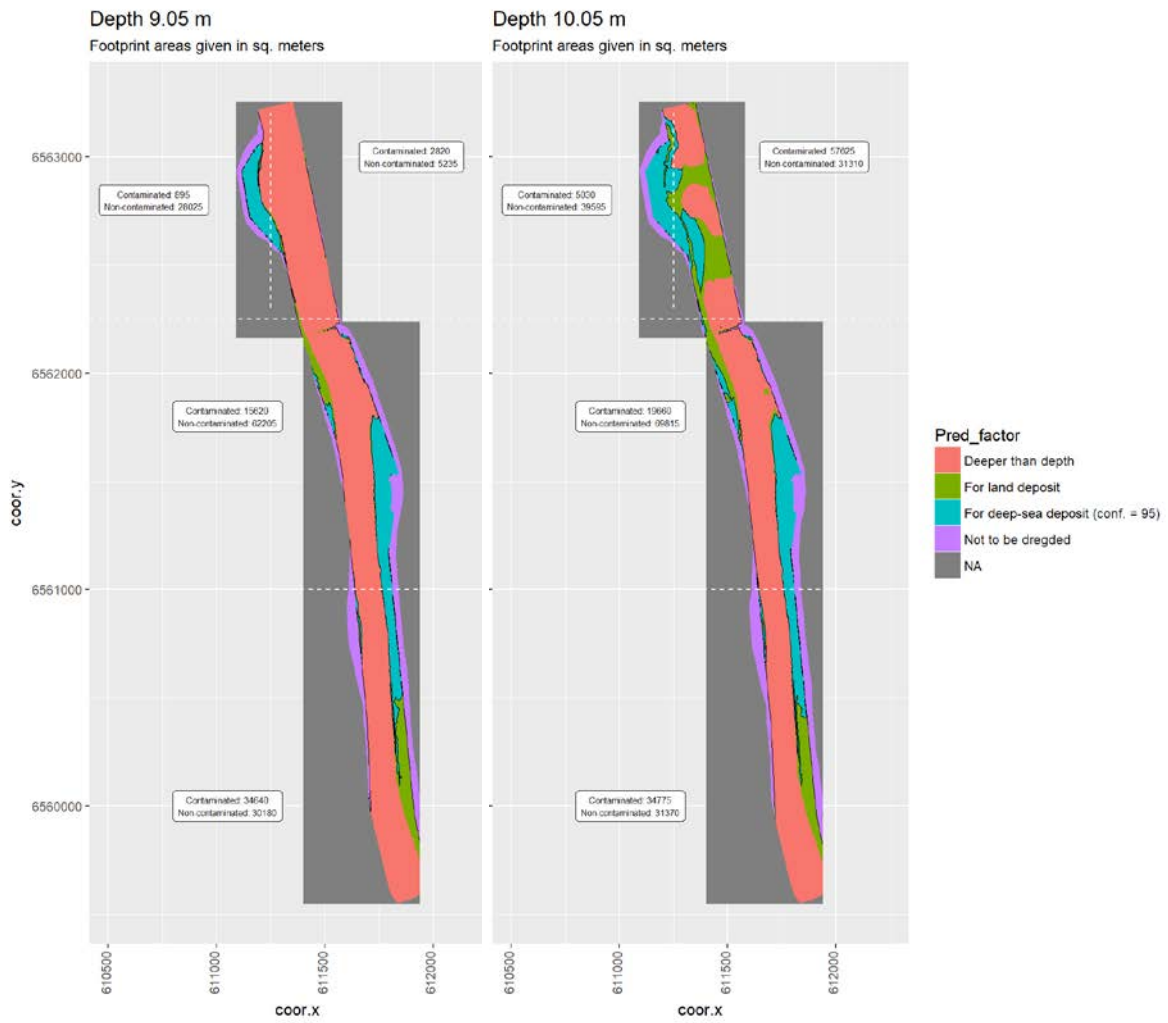 Depth 9.05 m
Footprint areas given in sq. meters
Depth 10.05 m
Footprint areas given in sq. meters
coor.y
6563000
6562000
6561000
6560000
Contaminated: 2820
Non-contaminated: 5235
Contaminated: 895
Non-contaminated: 28025
Contaminated: 15620
Non-contaminated: 62205
Contaminated: 34640
Non-contaminated: 30180
Contaminated: 57625
Non-contaminated: 31310
Contaminated: 5030
Non-contaminated: 39595
Contaminated: 19660
Non-contaminated: 69815
Contaminated: 34775
Non-contaminated: 31370
610500
611000
611500
612000
coor.x
610500
611000
611500
612000
coor.x
Pred_factor
Deeper than depth
For land deposit
For deep-sea deposit (conf. = 95)
Not to be dregded
NA